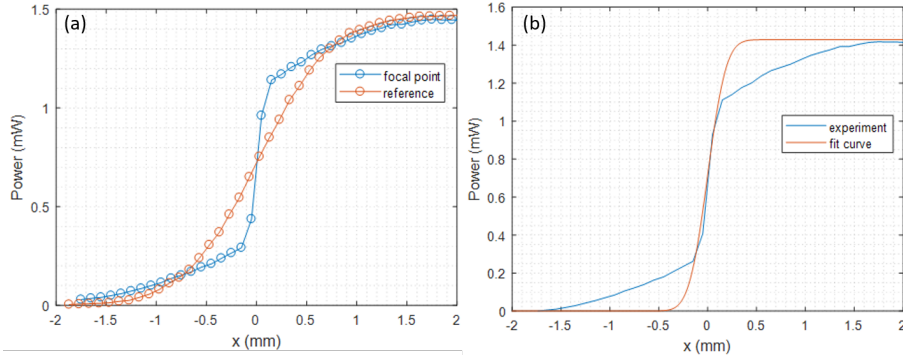 (a)
1.5
1
0.5
0
Power (mW)
focal point
reference
-2 -1.5 -1 -0.5 0 0.5 1 1.5 2
x (mm)
(b)
1.6
1.4
1.2
1
0.8
0.6
0.4
0.2
0
Power (mW)
experiment
fit curve
-2 -1.5 -1 -0.5 0 0.5 1 1.5 2
x (mm)